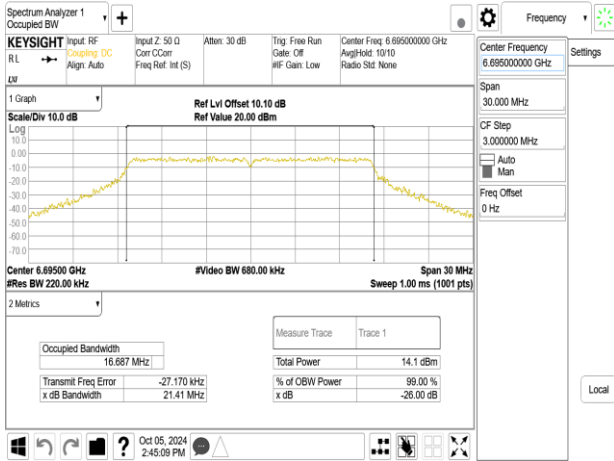 Spectrum Analyzer 1
Occupied BW
Frequency
KEYSIGHT
RL
Input: RF
Coupling: DC
Align: Auto
Input Z: 50 Ω
Corr CCorr
Freq Ref: Int (S)
Atten: 30 dB
Trig: Free Run
Gate: Off
#IF Gain: Low
Center Freq: 6.695000000 GHz
Avg|Hold: 10/10
Radio Std: None
Center Frequency
6.695000000 GHz
Settings
Span
30.000 MHz
CF Step
3.000000 MHz
Auto
Man
Freq Offset
0 Hz
Local
1 Graph
Scale/Div 10.0 dB
Ref Lvl Offset 10.10 dB
Ref Value 20.00 dBm
Log
10.0
0.00
-10.0
-20.0
-30.0
-40.0
-50.0
-60.0
-70.0
Center 6.69500 GHz
#Video BW 680.00 kHz
Span 30 MHz
#Res BW 220.00 kHz
Sweep 1.00 ms (1001 pts)
2 Metrics
Measure Trace Trace 1
Occupied Bandwidth
16.687 MHz
Total Power 14.1 dBm
Transmit Freq Error -27.170 kHz
% of OBW Power 99.00 %
x dB Bandwidth 21.41 MHz
x dB -26.00 dB
?
Oct 05, 2024
2:45:09 PM